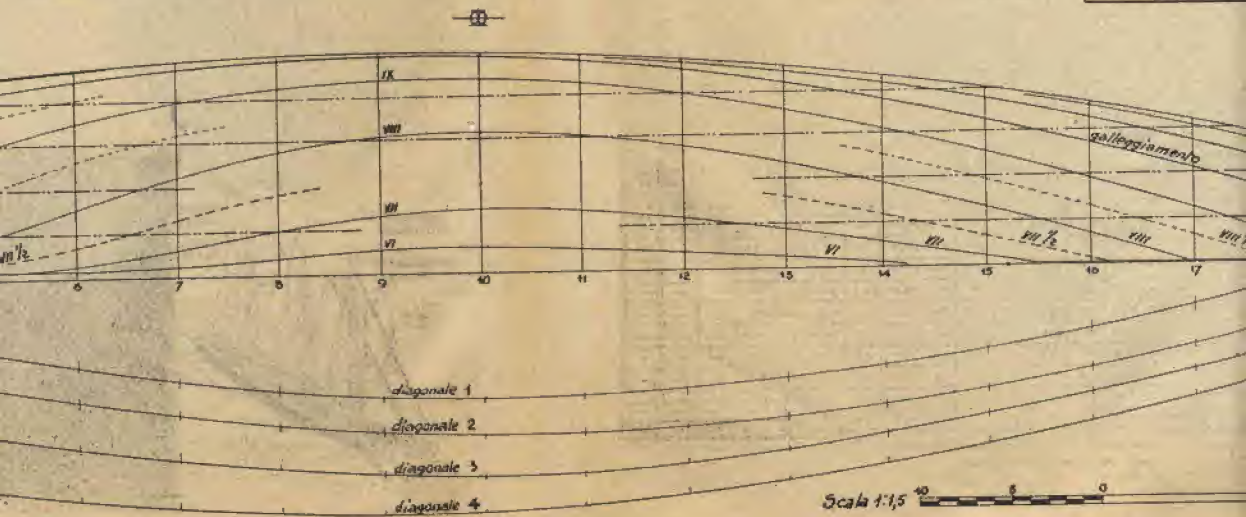 IX
VIII
galleggiamento
VII
VI
VI VII VII ½ VIII
6 7 8 9 10 11 12 13 14 15 16 17
diagonale 1
diagonale 2
diagonale 3
diagonale 4
Scala 1:1,5 10 5 0